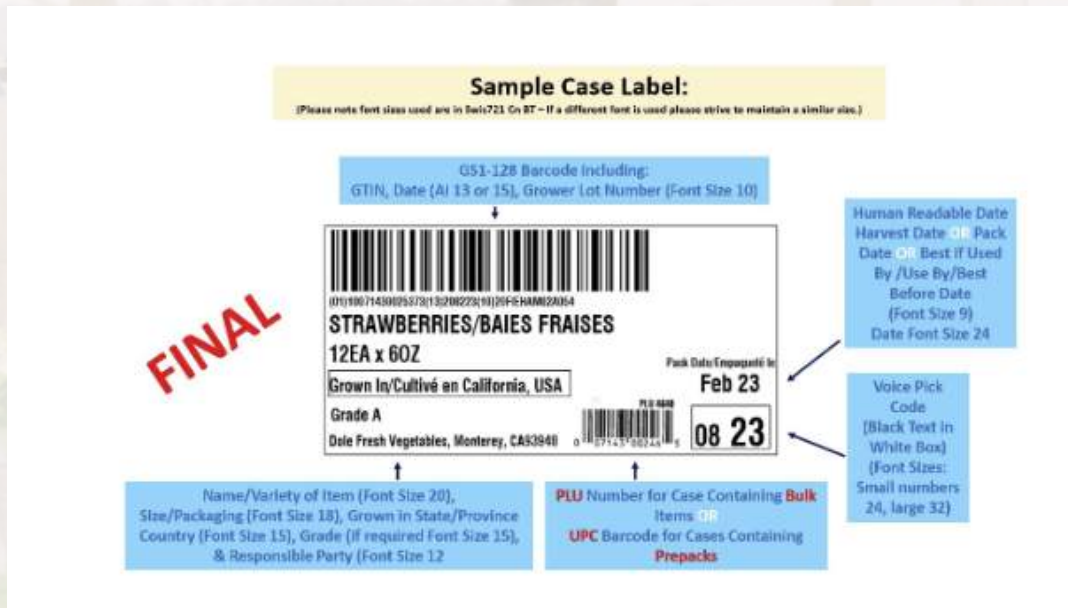 Sample Case Label:
(Please note font sizes used are in Swis721 Cn BT – If a different font is used please strive to maintain a similar size.)
GS1-128 Barcode Including:
GTIN, Date (AI 13 or 15), Grower Lot Number (Font Size 10)
Human Readable Date
Harvest Date OR Pack
Date OR Best if Used
By /Use By/Best
Before Date
(Font Size 9)
Date Font Size 24
FINAL
STRAWBERRIES/BAIES FRAISES
12EA x 6OZ
Grown In/Cultivé en California, USA
Grade A
Dole Fresh Vegetables, Monterey, CA93940
Pack Date/Empaqueté le
Feb 23
08 23
Voice Pick
Code
(Black Text in
White Box)
(Font Sizes:
Small numbers
24, large 32)
Name/Variety of Item (Font Size 20),
Size/Packaging (Font Size 18), Grown in State/Province
Country (Font Size 15), Grade (if required Font Size 15),
& Responsible Party (Font Size 12
PLU Number for Case Containing Bulk
Items OR
UPC Barcode for Cases Containing
Prepacks